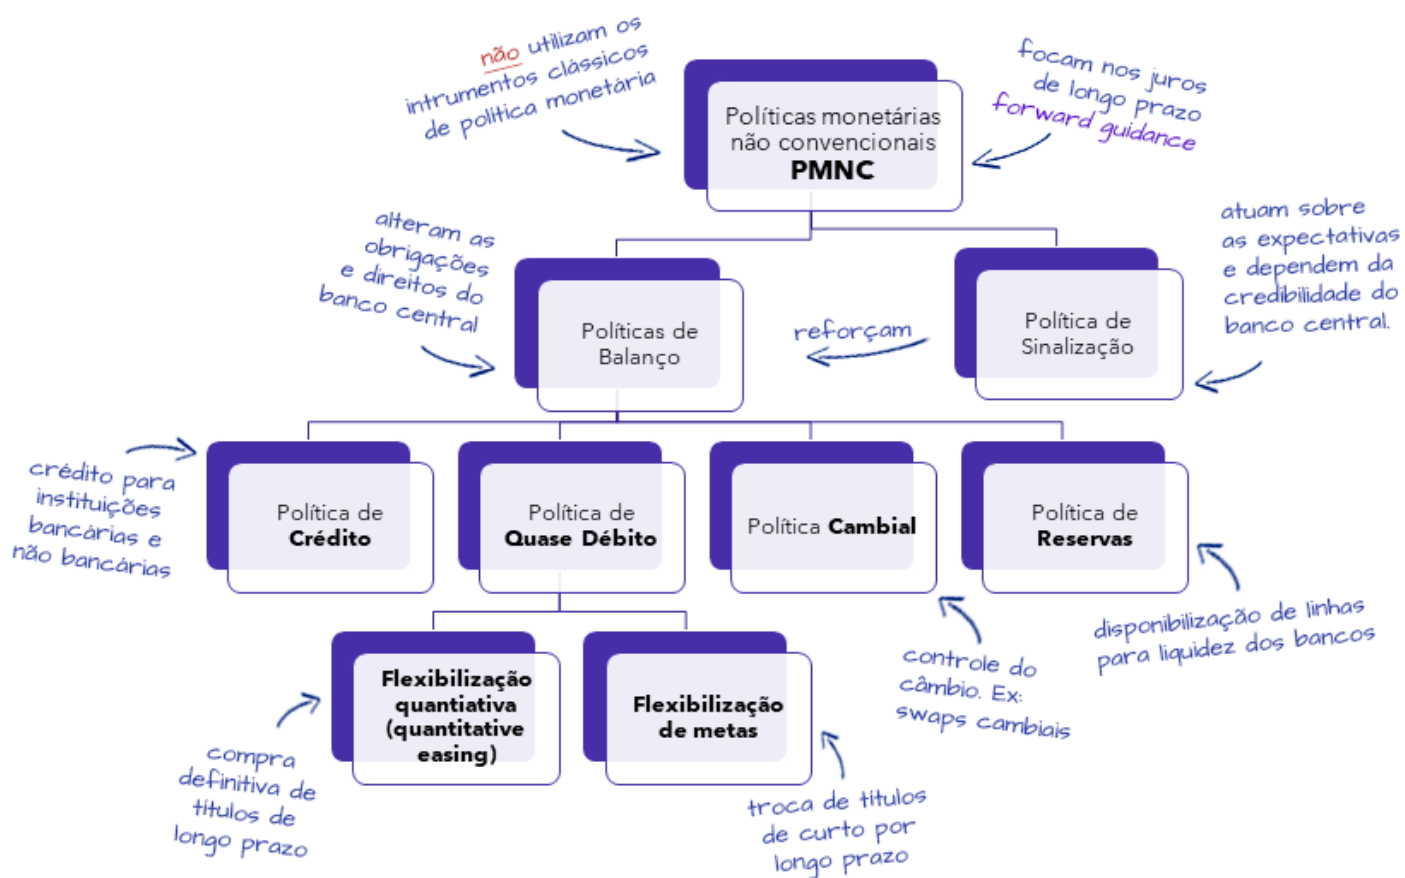 não utilizam os
intrumentos clássicos
de política monetária
focam nos juros
de longo prazo
forward guidance
Políticas monetárias
não convencionais
PMNC
alteram as
obrigações
e direitos do
banco central
Políticas de
Balanço
reforçam
Política de
Sinalização
atuam sobre
as expectativas
e dependem da
credibilidade do
banco central.
crédito para
instituições
bancárias e
não bancárias
Política de
Crédito
Política de
Quase Débito
Política Cambial
Política de
Reservas
disponibilização de linhas
para liquidez dos bancos
controle do
câmbio. Ex:
swaps cambiais
Flexibilização
quantiativa
(quantitative
easing)
Flexibilização
de metas
compra
definitiva de
títulos de
longo prazo
troca de títulos
de curto por
longo prazo